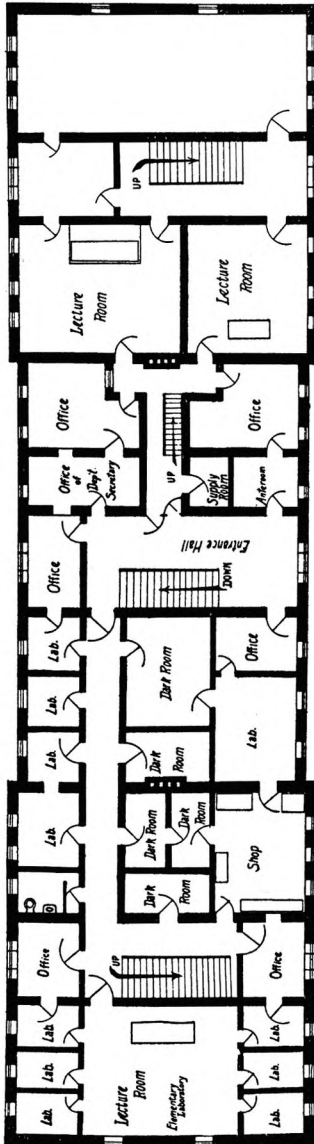 UP
Lecture
Room
Lecture
Room
Office
Office
Office
of
Dept.
Secretary
UP
Supply
Room
Anteroom
Office
Entrance Hall
DOWN
Lab.
Office
Dark Room
Lab.
Lab.
Dark
Room
Lab.
Lab.
Dark Room
Dark
Room
Shop
Dark
Room
Office
UP
Office
Lab.
Lab.
Lab.
Lab.
Lecture
Room
Elementary
Laboratory
Lab.
Lab.